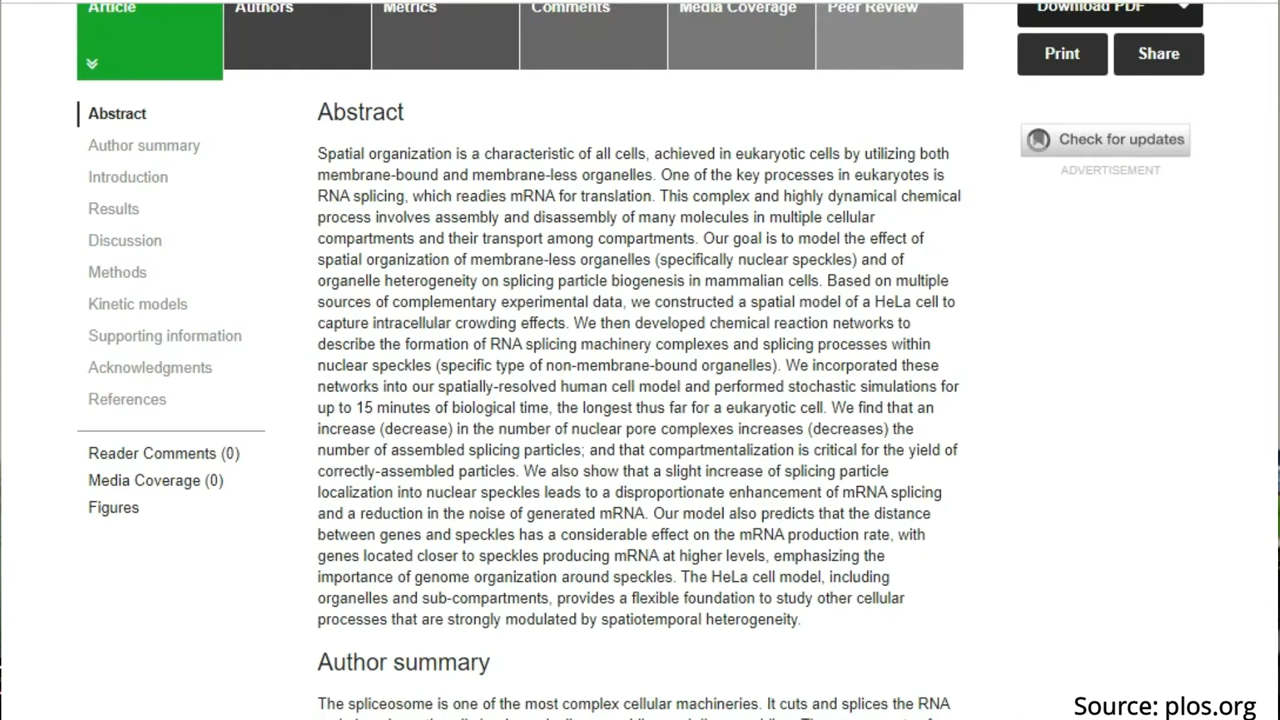 Article
Authors
Metrics
Comments
Media Coverage
Peer Review
Download PDF
Print
Share
Check for updates
ADVERTISEMENT
Abstract
Author summary
Introduction
Results
Discussion
Methods
Kinetic models
Supporting information
Acknowledgments
References
Reader Comments (0)
Media Coverage (0)
Figures
Abstract
Spatial organization is a characteristic of all cells, achieved in eukaryotic cells by utilizing both
membrane-bound and membrane-less organelles. One of the key processes in eukaryotes is
RNA splicing, which readies mRNA for translation. This complex and highly dynamical chemical
process involves assembly and disassembly of many molecules in multiple cellular
compartments and their transport among compartments. Our goal is to model the effect of
spatial organization of membrane-less organelles (specifically nuclear speckles) and of
organelle heterogeneity on splicing particle biogenesis in mammalian cells. Based on multiple
sources of complementary experimental data, we constructed a spatial model of a HeLa cell to
capture intracellular crowding effects. We then developed chemical reaction networks to
describe the formation of RNA splicing machinery complexes and splicing processes within
nuclear speckles (specific type of non-membrane-bound organelles). We incorporated these
networks into our spatially-resolved human cell model and performed stochastic simulations for
up to 15 minutes of biological time, the longest thus far for a eukaryotic cell. We find that an
increase (decrease) in the number of nuclear pore complexes increases (decreases) the
number of assembled splicing particles; and that compartmentalization is critical for the yield of
correctly-assembled particles. We also show that a slight increase of splicing particle
localization into nuclear speckles leads to a disproportionate enhancement of mRNA splicing
and a reduction in the noise of generated mRNA. Our model also predicts that the distance
between genes and speckles has a considerable effect on the mRNA production rate, with
genes located closer to speckles producing mRNA at higher levels, emphasizing the
importance of genome organization around speckles. The HeLa cell model, including
organelles and sub-compartments, provides a flexible foundation to study other cellular
processes that are strongly modulated by spatiotemporal heterogeneity.
Author summary
The spliceosome is one of the most complex cellular machineries. It cuts and splices the RNA
Source: plos.org